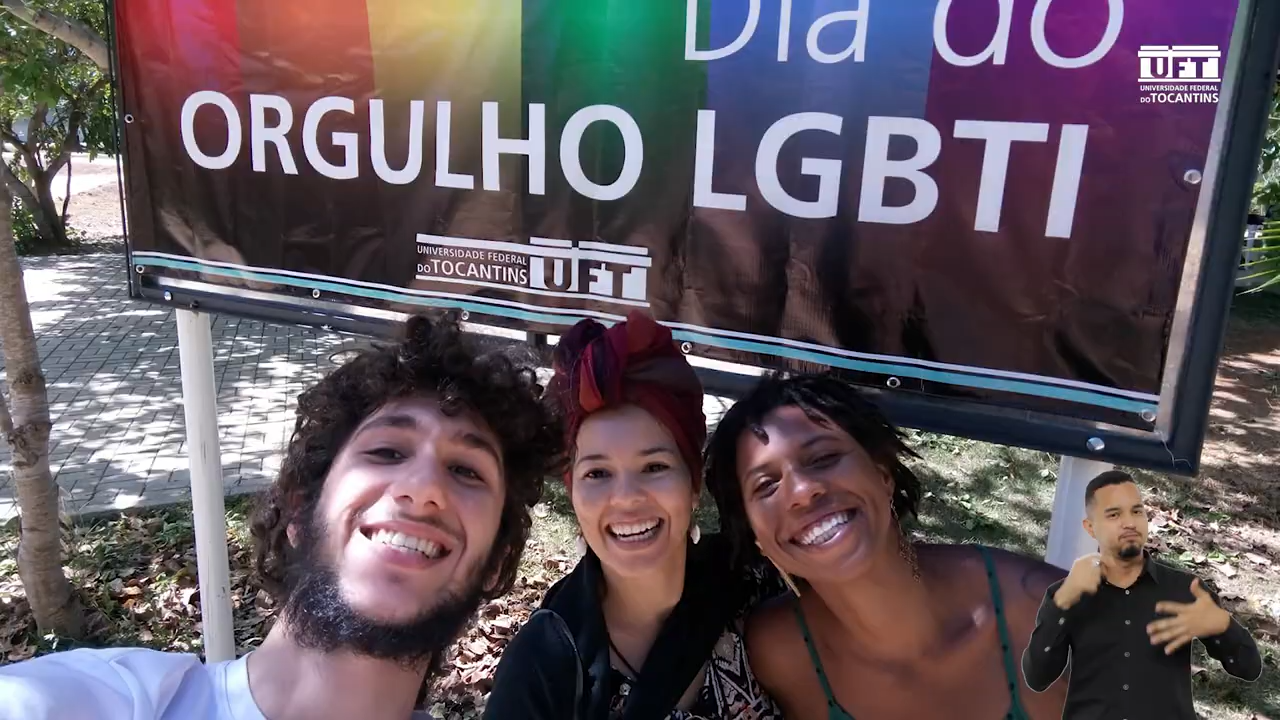 Dia do
ORGULHO LGBTI
UNIVERSIDADE FEDERAL
DO TOCANTINS
UFT
UFT
UNIVERSIDADE FEDERAL
DO TOCANTINS